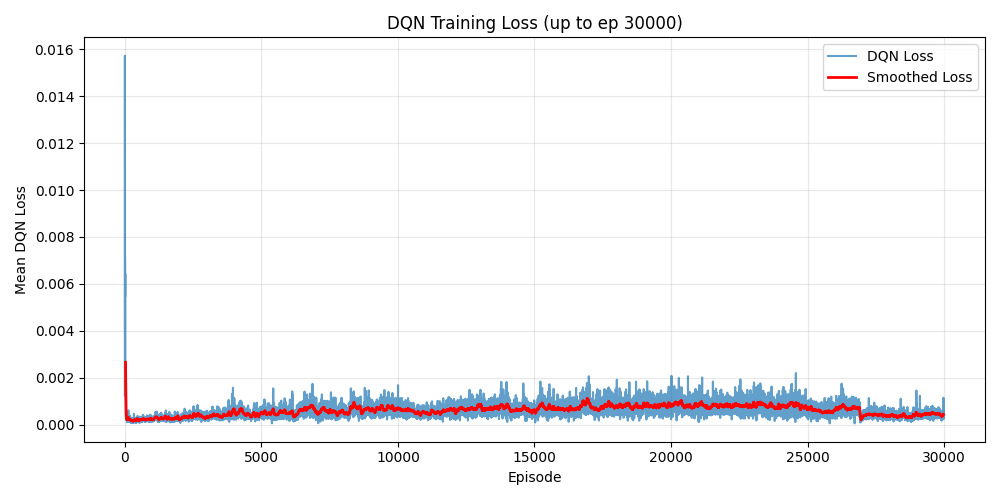 DQN Training Loss (up to ep 30000)
DQN Loss
Smoothed Loss
Mean DQN Loss
0.016
0.014
0.012
0.010
0.008
0.006
0.004
0.002
0.000
0 5000 10000 15000 20000 25000 30000
Episode